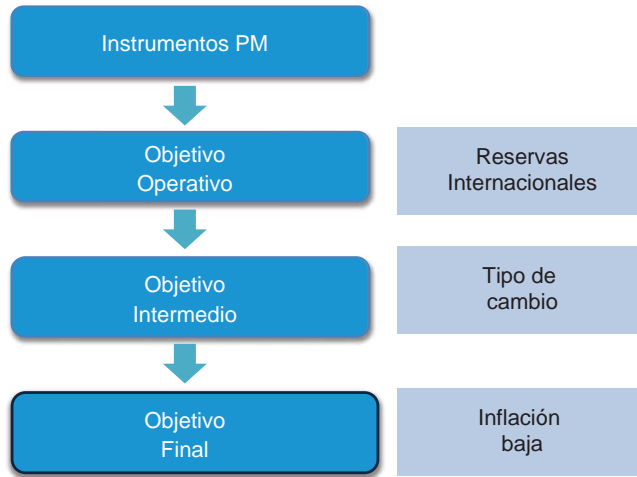 Instrumentos PM
Objetivo
Operativo
Reservas
Internacionales
Objetivo
Intermedio
Tipo de
cambio
Objetivo
Final
Inflación
baja